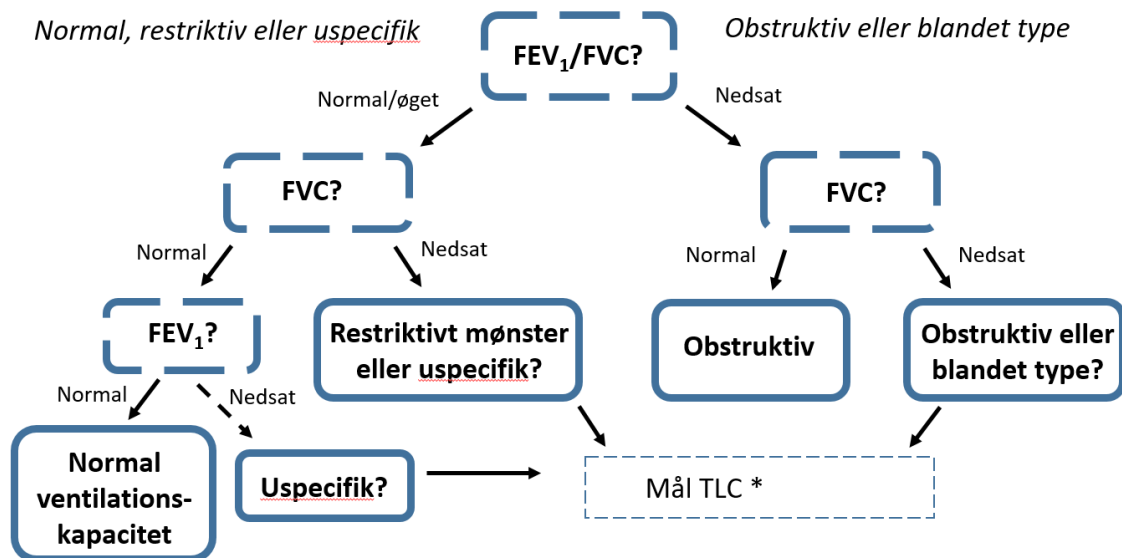 Normal, restriktiv eller uspecifik
Obstruktiv eller blandet type
FEV₁/FVC?
Normal/øget
Nedsat
FVC?
FVC?
Normal
Nedsat
Normal
Nedsat
FEV₁?
Restriktivt mønster
eller uspecifik?
Obstruktiv
Obstruktiv eller
blandet type?
Normal
Nedsat
Normal
ventilations-
kapacitet
Uspecifik?
Mål TLC *